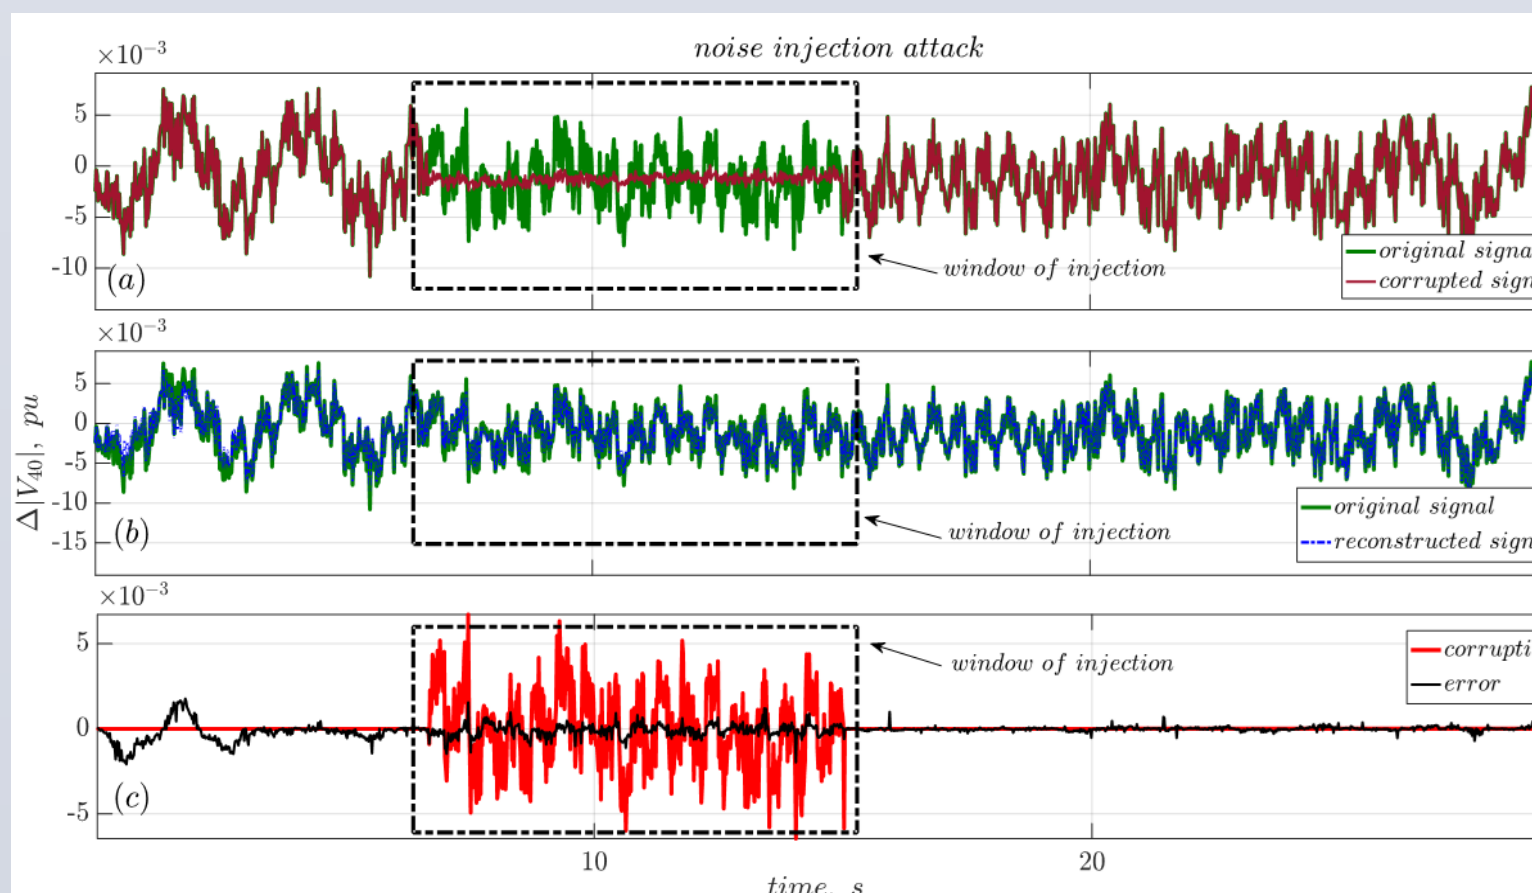 noise injection attack
×10−3
5
0
-5
-10
(a)
window of injection
original signa
corrupted sign
×10−3
5
0
-5
-10
-15
Δ|V40|, pu
(b)
window of injection
original signal
reconstructed sign
×10−3
5
0
-5
(c)
window of injection
corrupti
error
10
20
time, s